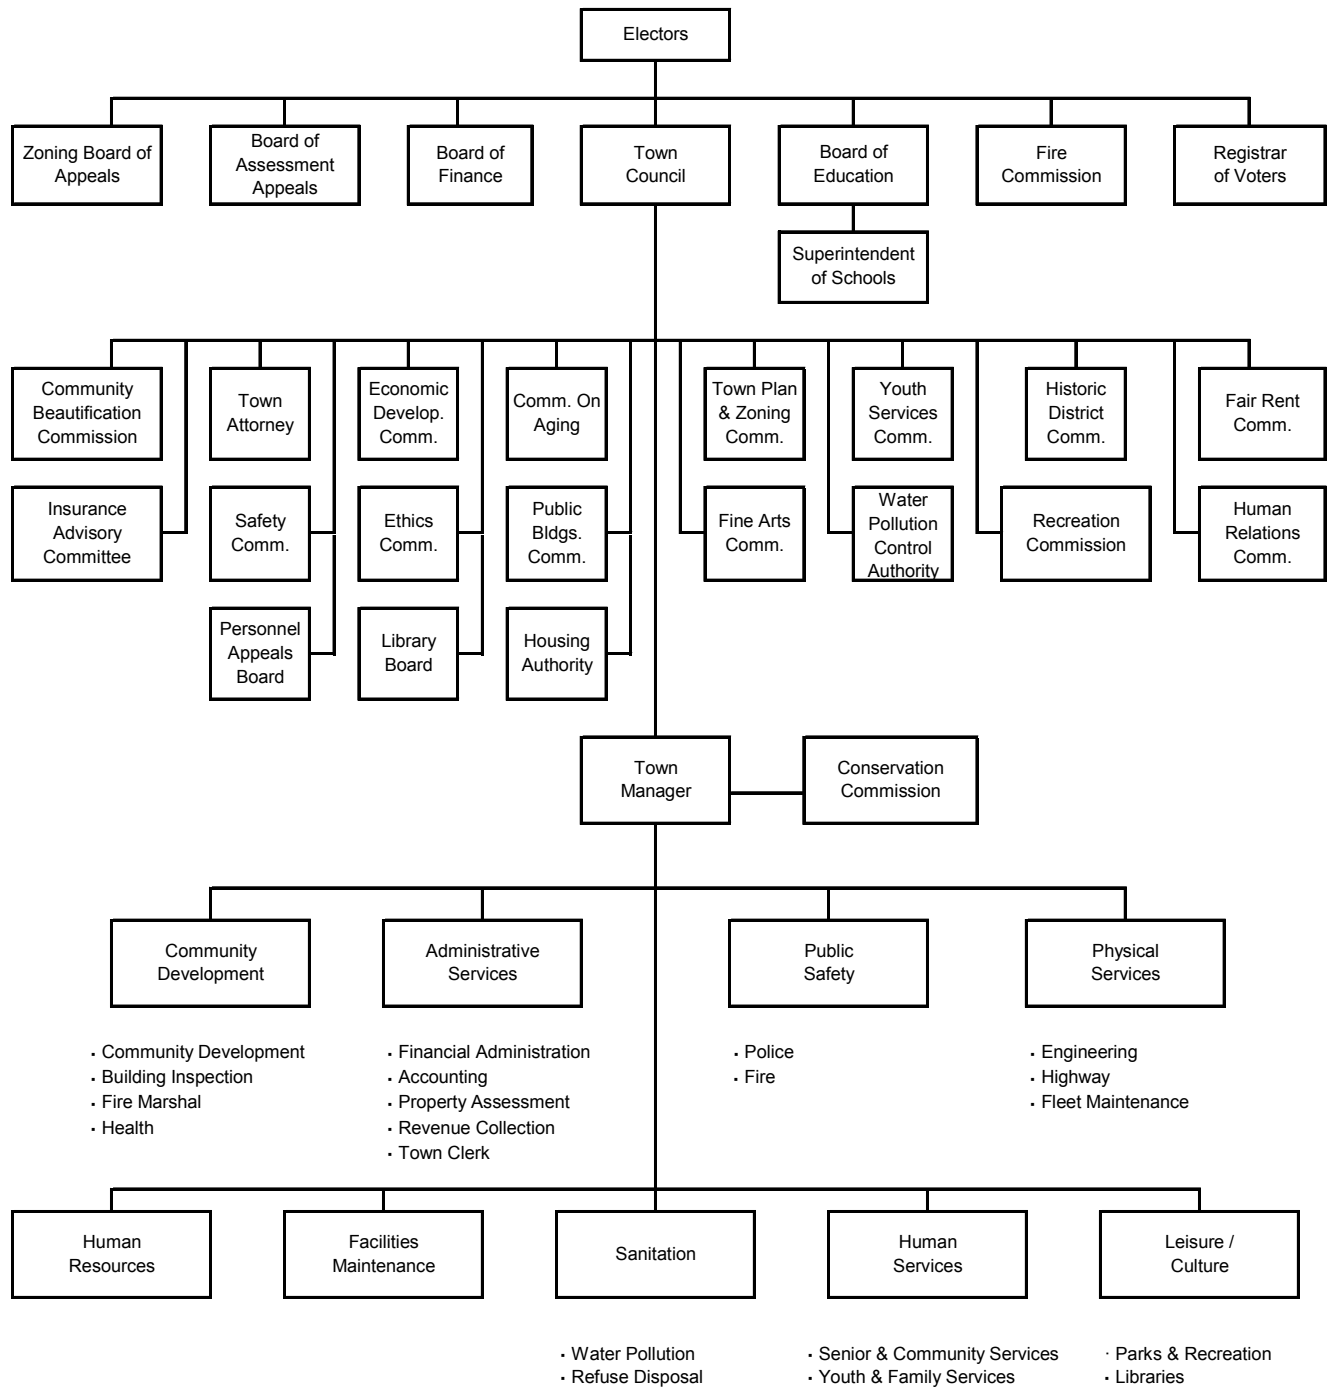 Electors
Zoning Board of
Appeals
Board of
Assessment
Appeals
Board of
Finance
Town
Council
Board of
Education
Fire
Commission
Registrar
of Voters
Superintendent
of Schools
Community
Beautification
Commission
Town
Attorney
Economic
Develop.
Comm.
Comm. On
Aging
Town Plan
& Zoning
Comm.
Youth
Services
Comm.
Historic
District
Comm.
Fair Rent
Comm.
Insurance
Advisory
Committee
Safety
Comm.
Ethics
Comm.
Public
Bldgs.
Comm.
Fine Arts
Comm.
Water
Pollution
Control
Authority
Recreation
Commission
Human
Relations
Comm.
Personnel
Appeals
Board
Library
Board
Housing
Authority
Town
Manager
Conservation
Commission
Community
Development
Administrative
Services
Public
Safety
Physical
Services
· Community Development
· Building Inspection
· Fire Marshal
· Health
· Financial Administration
· Accounting
· Property Assessment
· Revenue Collection
· Town Clerk
· Police
· Fire
· Engineering
· Highway
· Fleet Maintenance
Human
Resources
Facilities
Maintenance
Sanitation
Human
Services
Leisure /
Culture
· Water Pollution
· Refuse Disposal
· Senior & Community Services
· Youth & Family Services
· Parks & Recreation
· Libraries